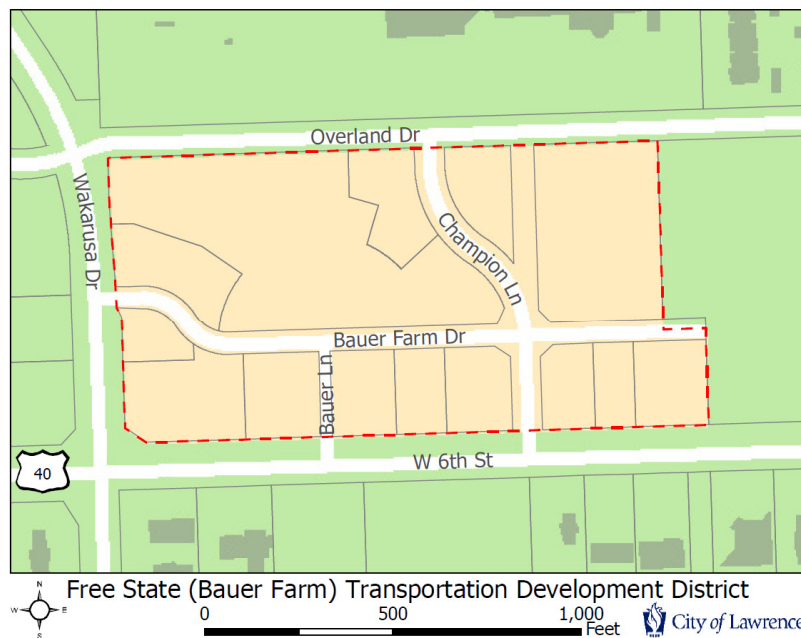 Overland Dr
Wakarusa Dr
Champion Ln
Bauer Farm Dr
Bauer Ln
W 6th St
40
Free State (Bauer Farm) Transportation Development District
N
W E
S
0 500 1,000
Feet
City of Lawrence